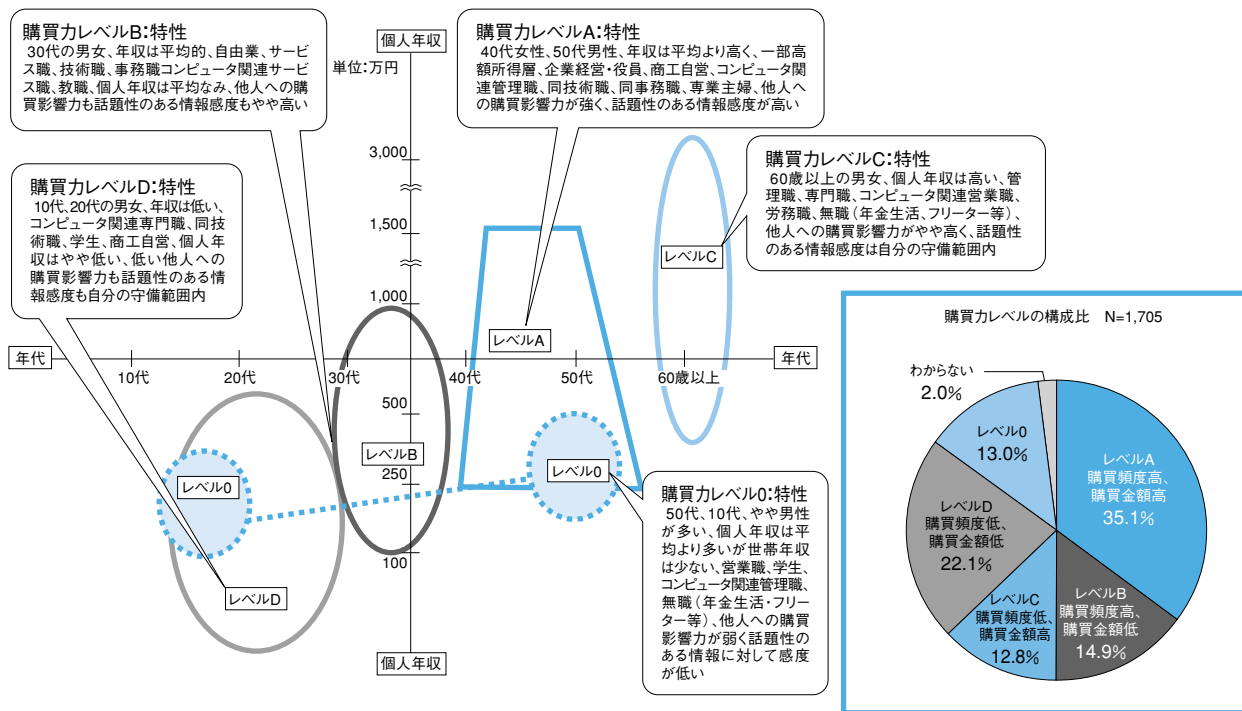 購買力レベルB:特性
30代の男女、年収は平均的、自由業、サービ
ス職、技術職、事務職コンピュータ関連サービ
ス職、教職、個人年収は平均なみ、他人への購
買影響力も話題性のある情報感度もやや高い
個人年収
単位:万円
購買力レベルA:特性
40代女性、50代男性、年収は平均より高く、一部高
額所得層、企業経営・役員、商工自営、コンピュータ関
連管理職、同技術職、同事務職、専業主婦、他人へ
の購買影響力が強く、話題性のある情報感度が高い
購買力レベルC:特性
60歳以上の男女、個人年収は高い、管
理職、専門職、コンピュータ関連営業職、
労務職、無職(年金生活、フリーター等)、
他人への購買影響力がやや高く、話題性
のある情報感度は自分の守備範囲内
購買力レベルD:特性
10代、20代の男女、年収は低い、
コンピュータ関連専門職、同技
術職、学生、商工自営、個人年
収はやや低い、低い他人への
購買影響力も話題性のある情
報感度も自分の守備範囲内
3,000
1,500
1,000
500
250
100
年代
10代
20代
30代
40代
50代
60歳以上
年代
レベルC
レベルA
レベルB
レベル0
レベル0
レベルD
個人年収
購買力レベル0:特性
50代、10代、やや男性
が多い、個人年収は平
均より多いが世帯年収
は少ない、営業職、学生、
コンピュータ関連管理職、
無職(年金生活・フリー
ター等)、他人への購買
影響力が弱く話題性の
ある情報に対して感度
が低い
購買力レベルの構成比 N=1,705
わからない
2.0%
レベル0
13.0%
レベルA
購買頻度高、
購買金額高
35.1%
レベルD
購買頻度低、
購買金額低
22.1%
レベルC
購買頻度低、
購買金額高
12.8%
レベルB
購買頻度高、
購買金額低
14.9%